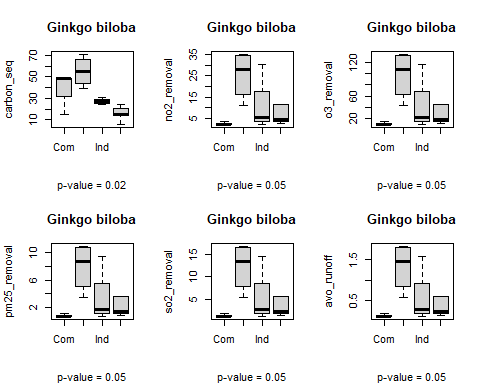 Ginkgo biloba
carbon_seq
10 30 50 70
Com Ind
p-value = 0.02
Ginkgo biloba
no2_removal
5 15 25 35
Com Ind
p-value = 0.05
Ginkgo biloba
o3_removal
20 60 120
Com Ind
p-value = 0.05
Ginkgo biloba
pm25_removal
2 6 10
Com Ind
p-value = 0.05
Ginkgo biloba
so2_removal
5 10 15
Com Ind
p-value = 0.05
Ginkgo biloba
avo_runoff
0.5 1.5
Com Ind
p-value = 0.05